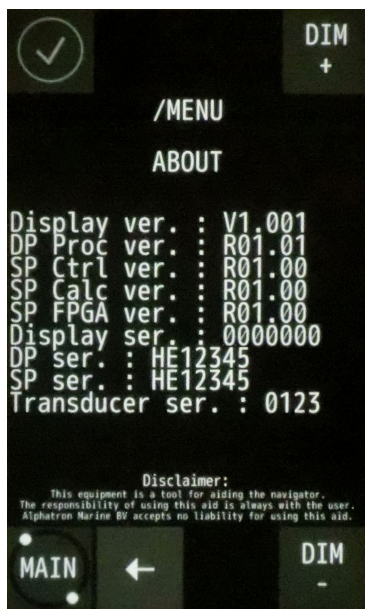 DIM
+
/MENU
ABOUT
Display ver. : V1.001
DP Proc ver. : R01.01
SP Ctrl ver. : R01.00
SP Calc ver. : R01.00
SP FPGA ver. : R01.00
Display ser. : 0000000
DP ser. : HE12345
SP ser. : HE12345
Transducer ser. : 0123
Disclaimer:
This equipment is a tool for aiding the navigator.
The responsibility of using this aid is always with the user.
Alphatron Marine BV accepts no liability for using this aid.
MAIN
DIM
-